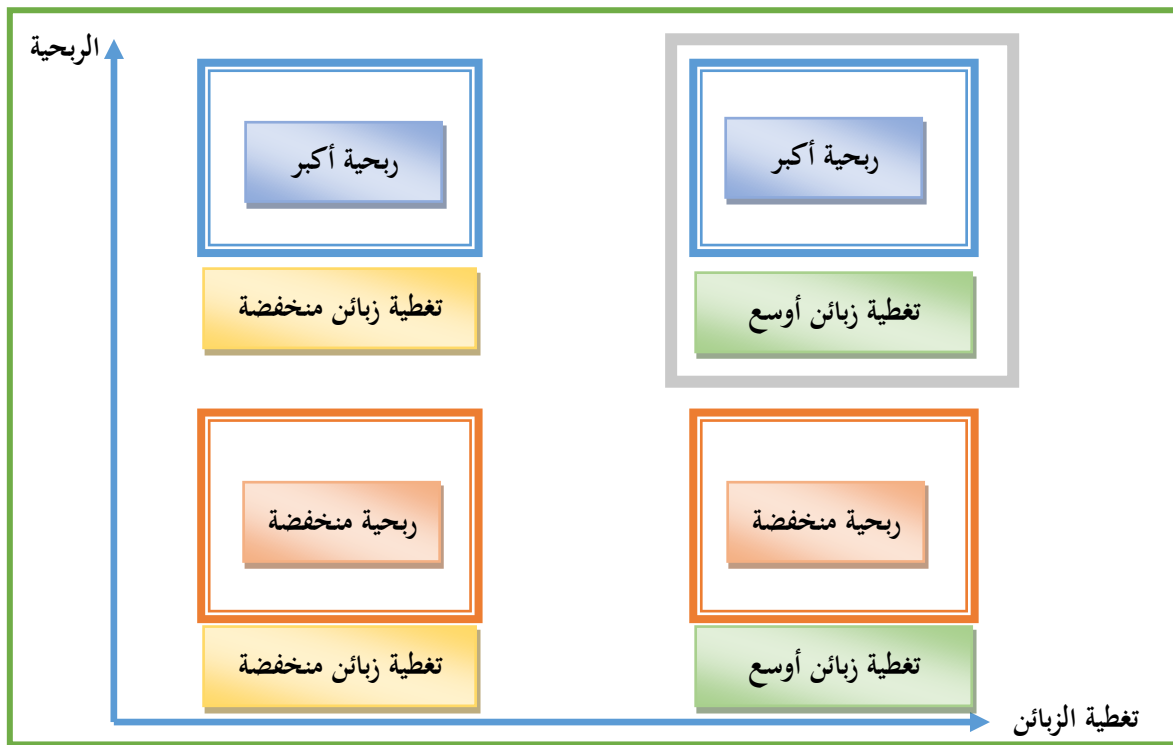 الربحية
ربحية أكبر
ربحية أكبر
تغطية زبائن أوسع
تغطية زبائن منخفضة
ربحية منخفضة
ربحية منخفضة
تغطية زبائن أوسع
تغطية زبائن منخفضة
تغطية الزبائن